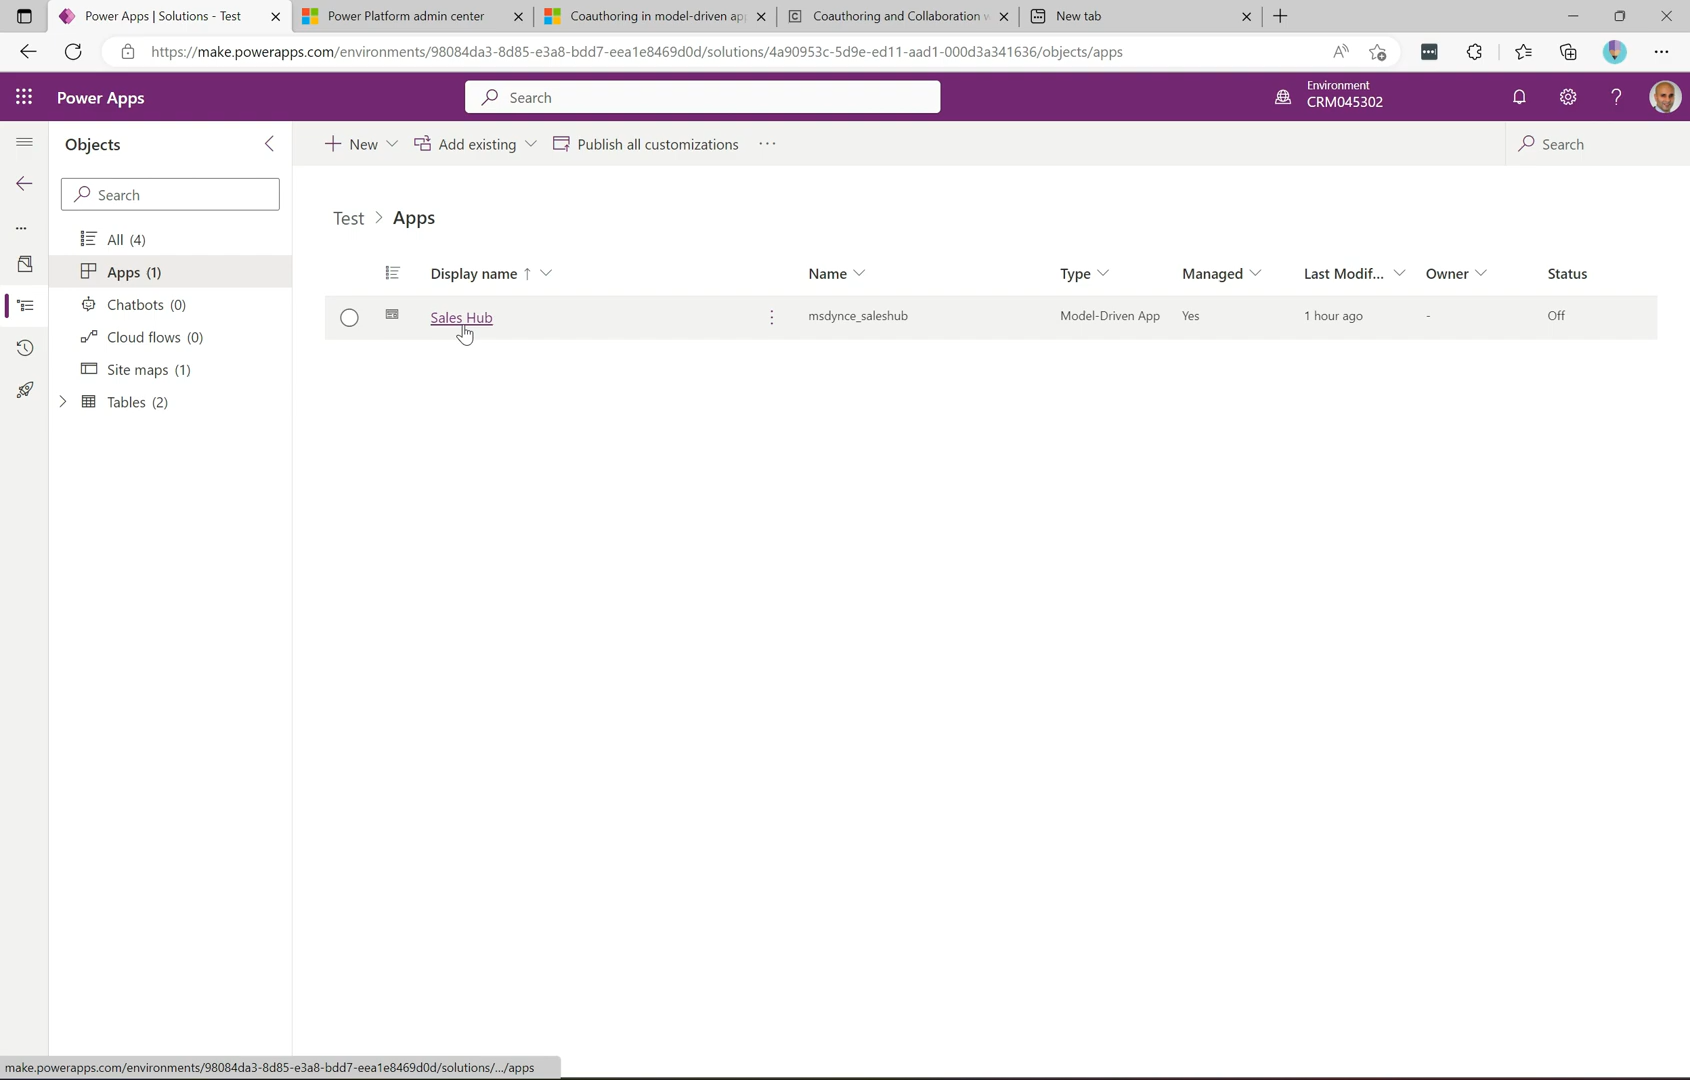 Power Apps | Solutions - Test
Power Platform admin center
Coauthoring in model-driven ap
Coauthoring and Collaboration w
New tab
https://make.powerapps.com/environments/98084da3-8d85-e3a8-bdd7-eea1e8469d0d/solutions/4a90953c-5d9e-ed11-aad1-000d3a341636/objects/apps
Power Apps
Search
Environment
CRM045302
Objects
New
Add existing
Publish all customizations
Search
Search
All (4)
Apps (1)
Chatbots (0)
Cloud flows (0)
Site maps (1)
Tables (2)
Test > Apps
Display name ↑ Name Type Managed Last Modif... Owner Status
Sales Hub msdynce_saleshub Model-Driven App Yes 1 hour ago - Off
make.powerapps.com/environments/98084da3-8d85-e3a8-bdd7-eea1e8469d0d/solutions/.../apps